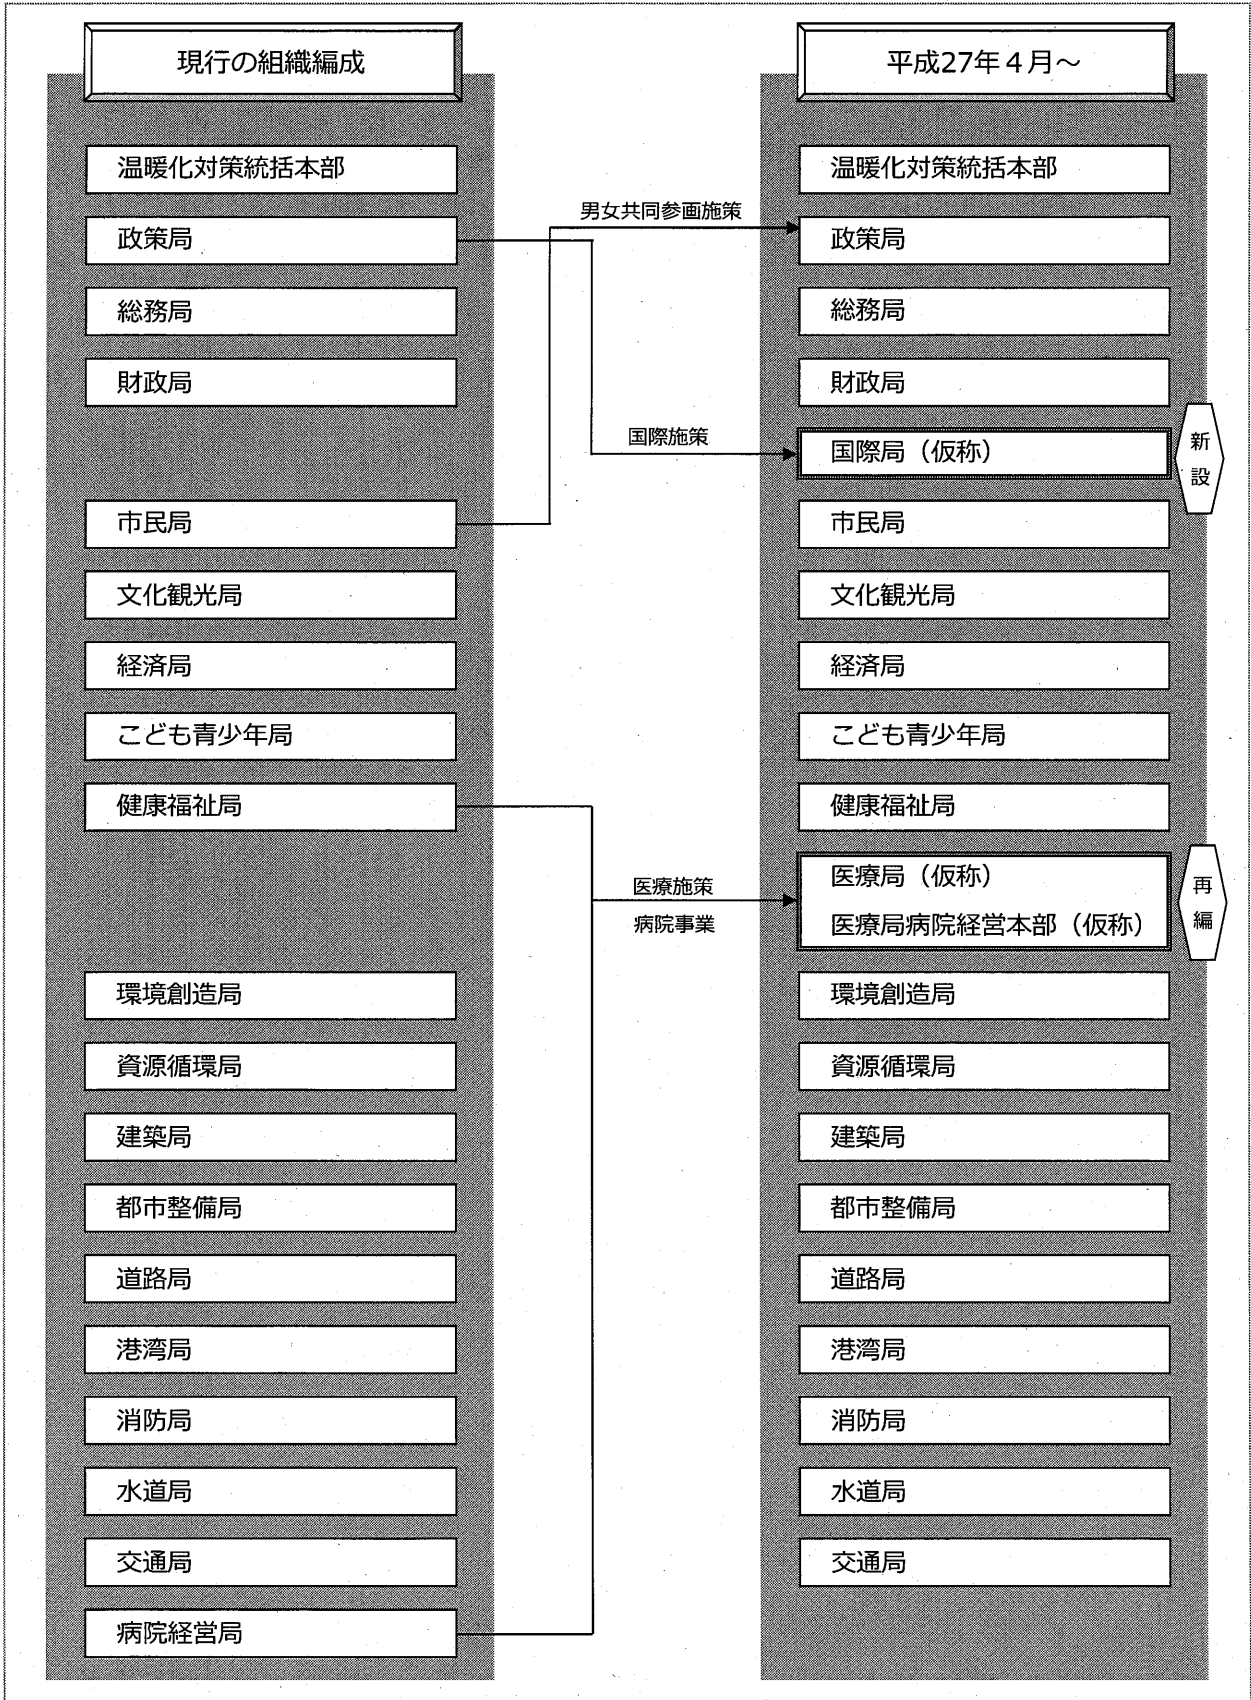 現行の組織編成
温暖化対策統括本部
政策局
総務局
財政局
市民局
文化観光局
経済局
こども青少年局
健康福祉局
環境創造局
資源循環局
建築局
都市整備局
道路局
港湾局
消防局
水道局
交通局
病院経営局
男女共同参画施策
国際施策
医療施策
病院事業
平成27年4月～
温暖化対策統括本部
政策局
総務局
財政局
国際局（仮称）
新設
市民局
文化観光局
経済局
こども青少年局
健康福祉局
医療局（仮称）
医療局病院経営本部（仮称）
再編
環境創造局
資源循環局
建築局
都市整備局
道路局
港湾局
消防局
水道局
交通局